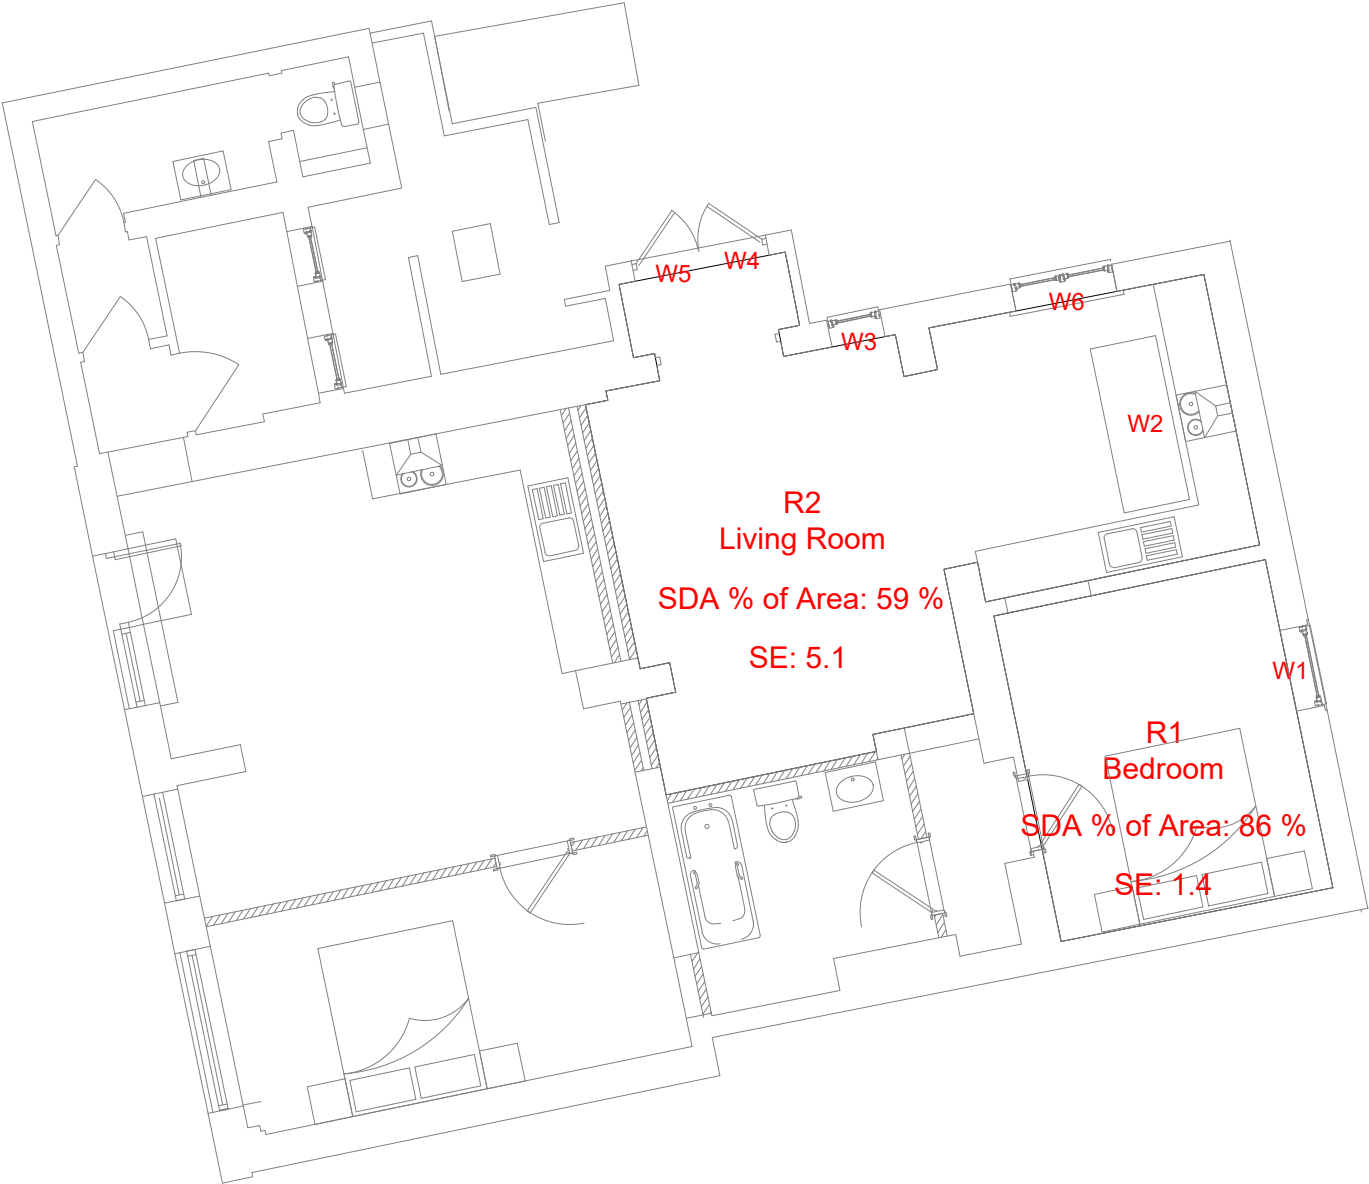 W5
W4
W3
W6
W2
R2
Living Room
SDA % of Area: 59 %
SE: 5.1
W1
R1
Bedroom
SDA % of Area: 86 %
SE: 1.4